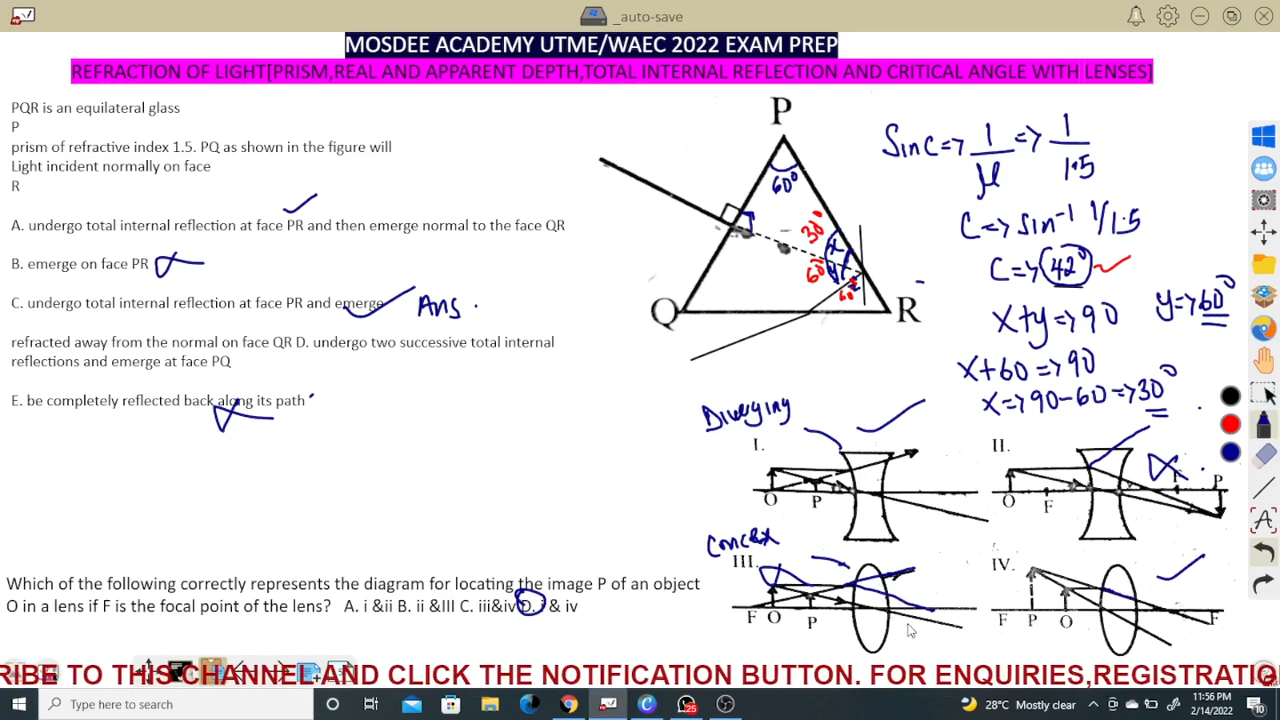 _auto-save
MOSDEE ACADEMY UTME/WAEC 2022 EXAM PREP
REFRACTION OF LIGHT[PRISM,REAL AND APPARENT DEPTH,TOTAL INTERNAL REFLECTION AND CRITICAL ANGLE WITH LENSES]
PQR is an equilateral glass
P
prism of refractive index 1.5. PQ as shown in the figure will
Light incident normally on face
R
A. undergo total internal reflection at face PR and then emerge normal to the face QR
B. emerge on face PR
C. undergo total internal reflection at face PR and emerge
Ans.
refracted away from the normal on face QR D. undergo two successive total internal
reflections and emerge at face PQ
E. be completely reflected back along its path
P
60°
30°
x
60°
y
60°
Q
R
Sin C => 1/μ => 1/1.5
C => Sin⁻¹ 1/1.5
C => 42°
x+y => 90
y => 60°
x+60 => 90
x => 90-60 => 30°
Diverging
I.
O
P
II.
O
F
F
P
Convex
III.
F
O
P
IV.
F
P
O
F
Which of the following correctly represents the diagram for locating the image P of an object
O in a lens if F is the focal point of the lens? A. i &ii B. ii &III C. iii&iv D. i & iv
RIBE TO THIS CHANNEL AND CLICK THE NOTIFICATION BUTTON. FOR ENQUIRIES,REGISTRATIO
Type here to search
25
28°C Mostly clear
11:56 PM
2/14/2022
10